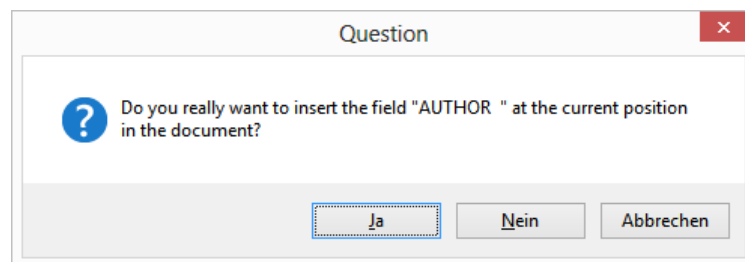 Question
Do you really want to insert the field "AUTHOR  " at the current position
in the document?
Ja
Nein
Abbrechen